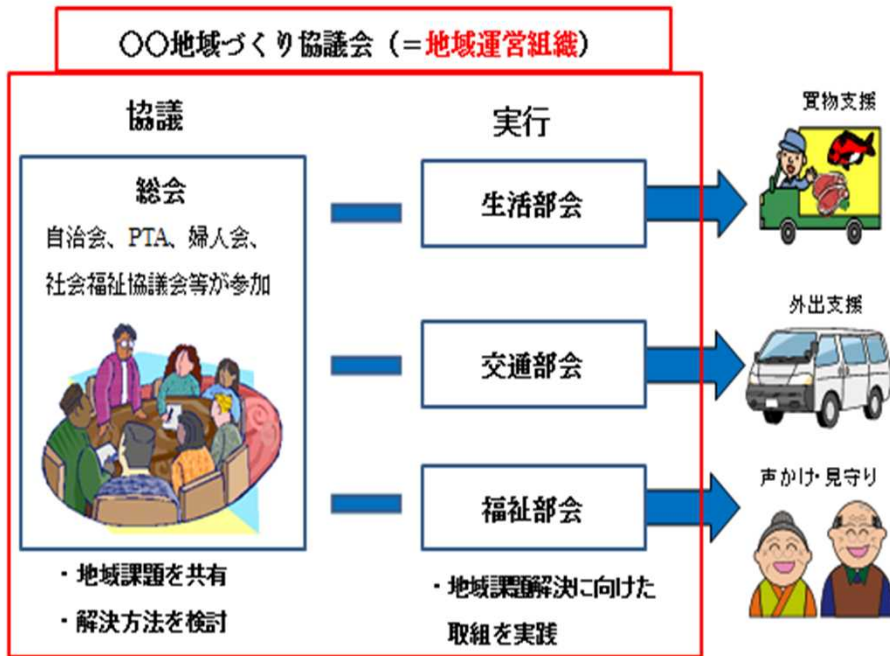 〇〇地域づくり協議会（＝地域運営組織）
協議
総会
自治会、PTA、婦人会、
社会福祉協議会等が参加
・地域課題を共有
・解決方法を検討
実行
生活部会
交通部会
福祉部会
・地域課題解決に向けた
取組を実践
買物支援
外出支援
声かけ・見守り